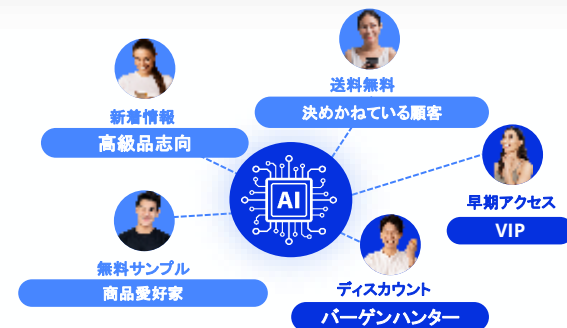 送料無料
決めかねている顧客
新着情報
高級品志向
早期アクセス
VIP
AI
無料サンプル
商品愛好家
ディスカウント
バーゲンハンター